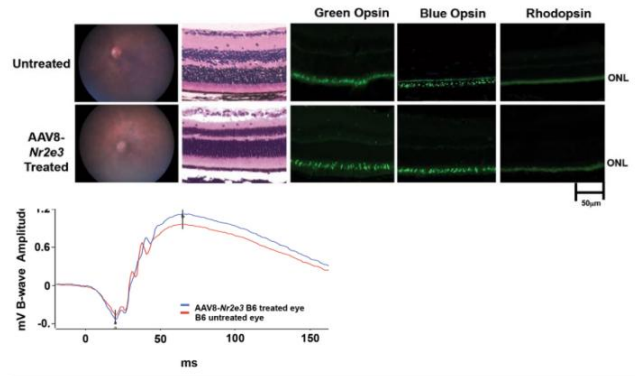 Green Opsin Blue Opsin Rhodopsin
Untreated
ONL
AAV8-
Nr2e3
Treated
ONL
50µm
mV B-wave Amplitude
0.6
0
-0.
AAV8-Nr2e3 B6 treated eye
B6 untreated eye
0 50 100 150
ms